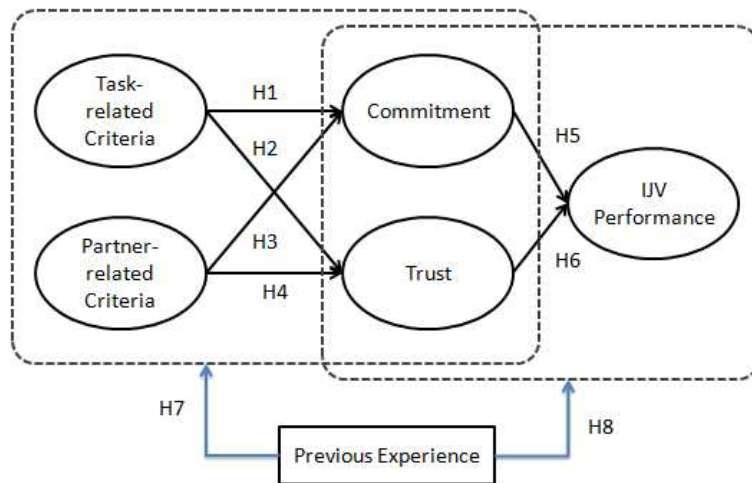 Task-
related
Criteria
H1
Commitment
H2
H5
IJV
Performance
Partner-
related
Criteria
H3
H4
Trust
H6
H7
Previous Experience
H8